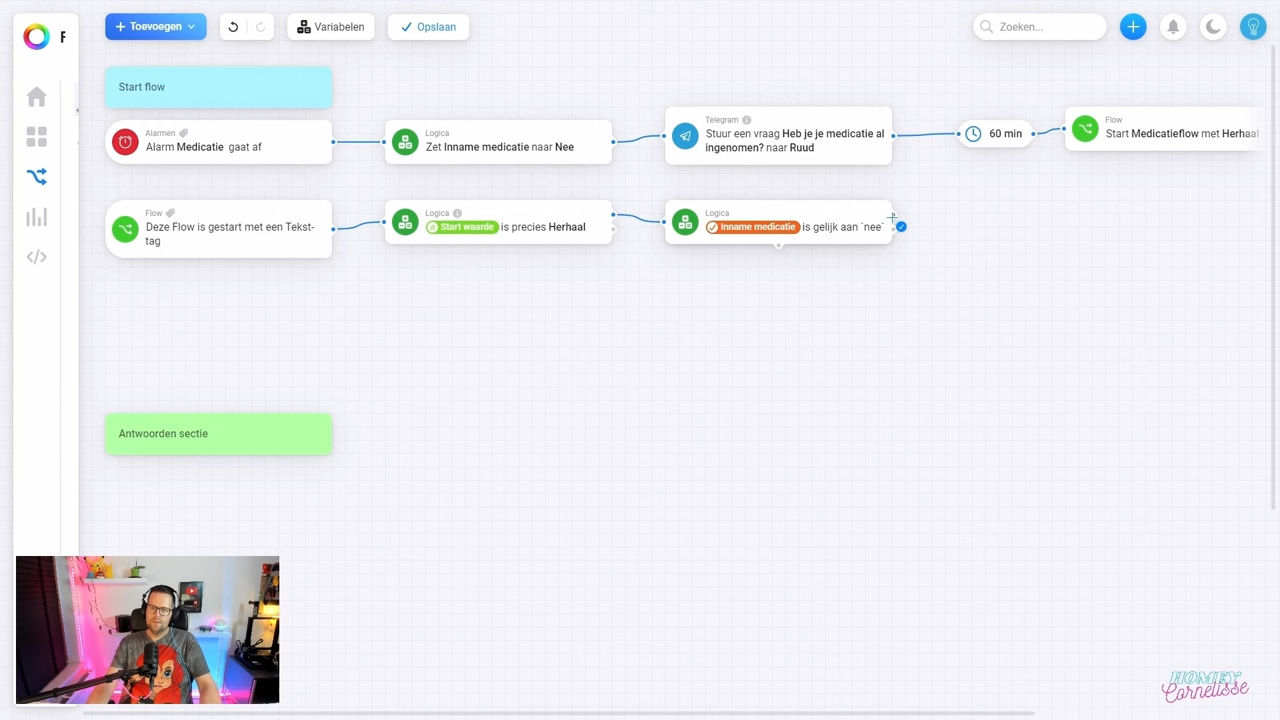 F
Toevoegen
Variabelen
Opslaan
Zoeken...
Start flow
Alarmen
Alarm Medicatie gaat af
Logica
Zet Inname medicatie naar Nee
Telegram
Stuur een vraag Heb je je medicatie al
ingenomen? naar Ruud
60 min
Flow
Start Medicatieflow met Herhaal
Flow
Deze Flow is gestart met een Tekst-
tag
Logica
Start waarde is precies Herhaal
Logica
Inname medicatie is gelijk aan `nee`
Antwoorden sectie
HOMEY
Cornelisse